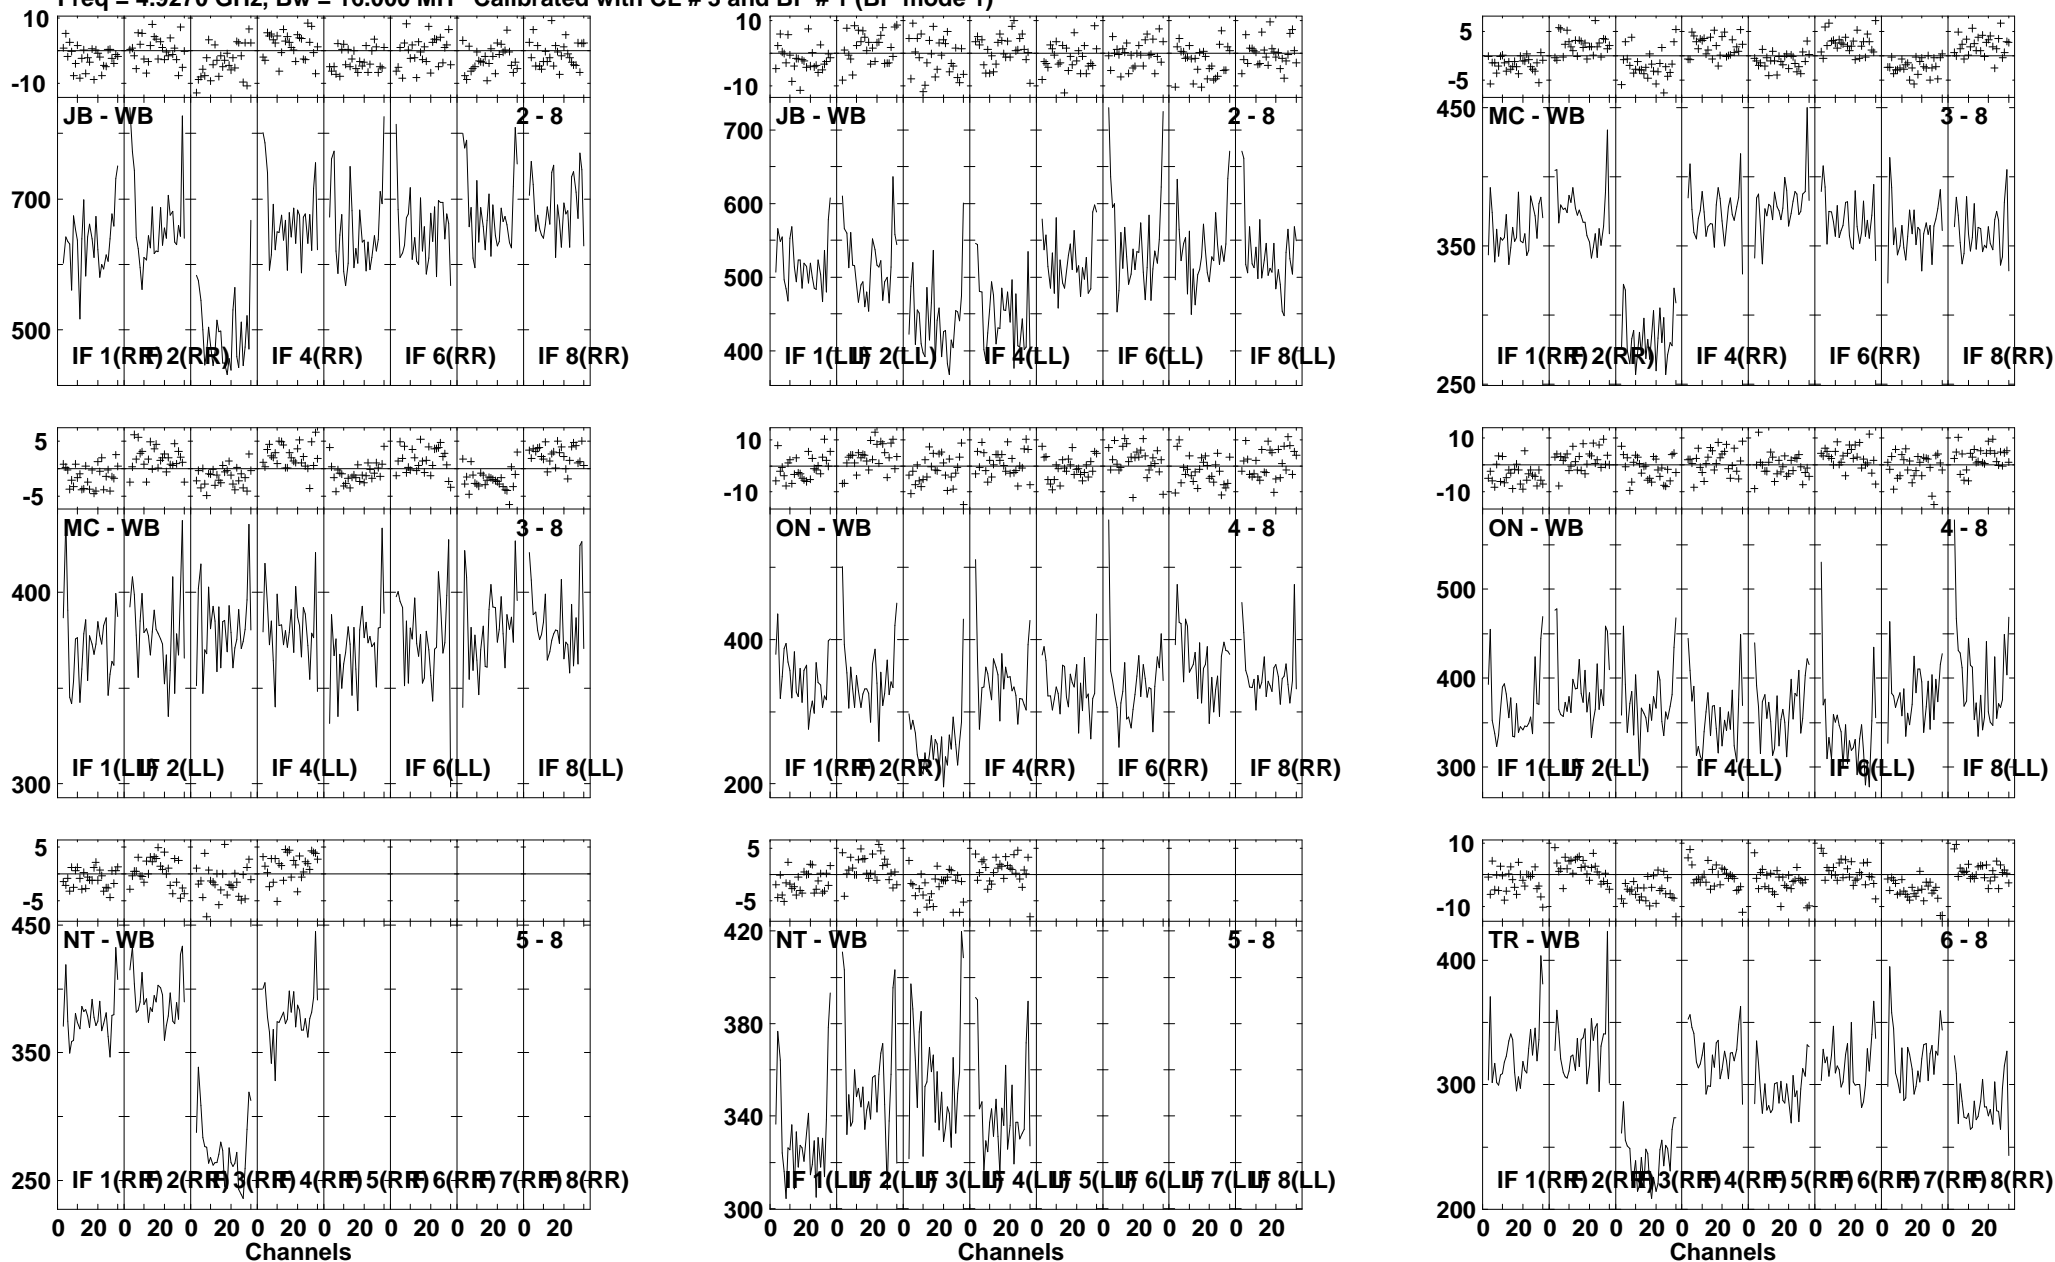 Freq = 4.9270 GHz, Bw = 16.000 MH Calibrated with CL # 3 and BP # 1 (BP mode 1)
10
-10
JB - WB 2 - 8
700
500
IF 1(RR) IF 2(RR) IF 4(RR) IF 6(RR) IF 8(RR)
10
-10
JB - WB 2 - 8
700
600
500
400
IF 1(LL) IF 2(LL) IF 4(LL) IF 6(LL) IF 8(LL)
5
-5
MC - WB 3 - 8
450
350
250
IF 1(RR) IF 2(RR) IF 4(RR) IF 6(RR) IF 8(RR)
5
-5
MC - WB 3 - 8
400
300
IF 1(LL) IF 2(LL) IF 4(LL) IF 6(LL) IF 8(LL)
10
-10
ON - WB 4 - 8
400
200
IF 1(RR) IF 2(RR) IF 4(RR) IF 6(RR) IF 8(RR)
10
-10
ON - WB 4 - 8
500
400
300
IF 1(LL) IF 2(LL) IF 4(LL) IF 6(LL) IF 8(LL)
5
-5
NT - WB 5 - 8
450
350
250
IF 1(RR) IF 2(RR) IF 3(RR) IF 4(RR) IF 5(RR) IF 6(RR) IF 7(RR) IF 8(RR)
0 20 0 20 0 20 0 20 0 20 0 20 0 20 0 20
Channels
5
-5
NT - WB 5 - 8
420
380
340
300
IF 1(LL) IF 2(LL) IF 3(LL) IF 4(LL) IF 5(LL) IF 6(LL) IF 7(LL) IF 8(LL)
0 20 0 20 0 20 0 20 0 20 0 20 0 20 0 20
Channels
10
-10
TR - WB 6 - 8
400
300
200
IF 1(RR) IF 2(RR) IF 3(RR) IF 4(RR) IF 5(RR) IF 6(RR) IF 7(RR) IF 8(RR)
0 20 0 20 0 20 0 20 0 20 0 20 0 20 0 20
Channels